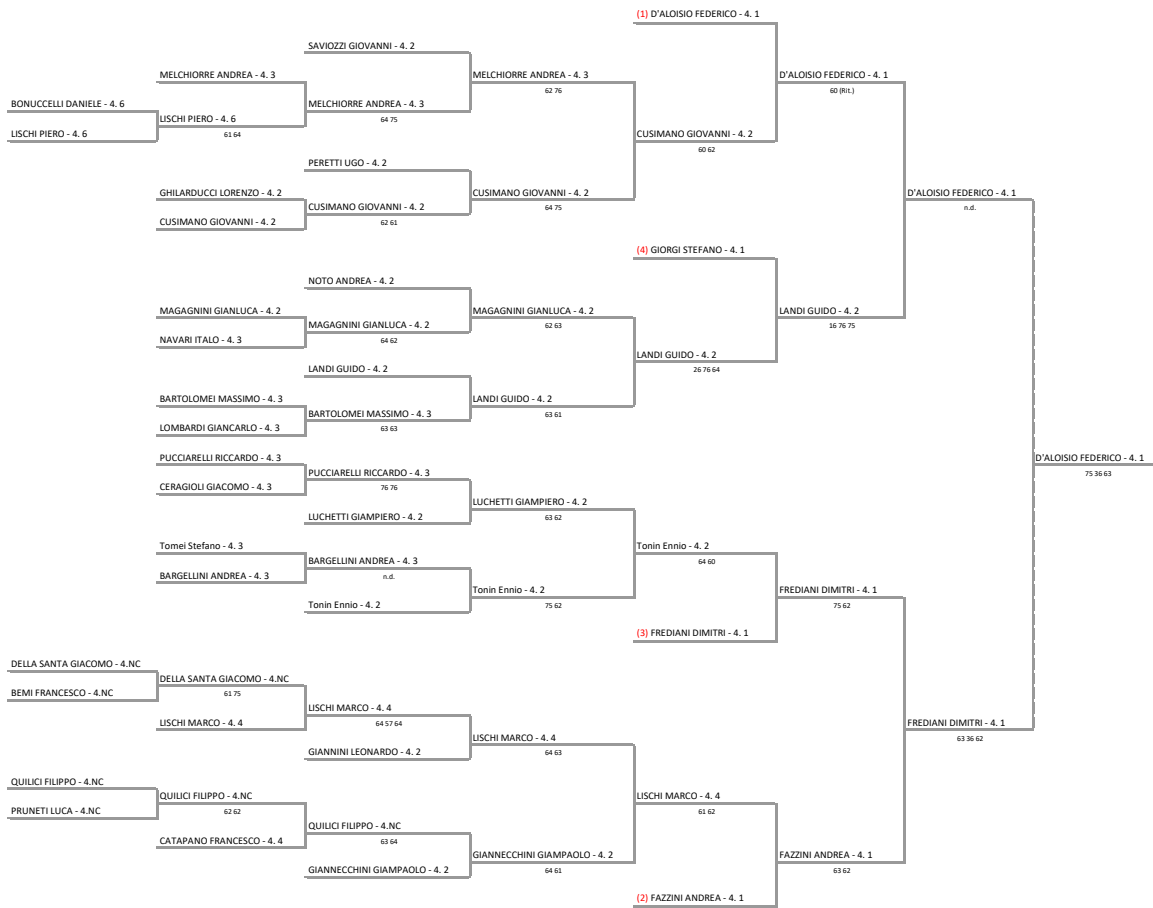 (1) D'ALOISIO FEDERICO - 4. 1
SAVIOZZI GIOVANNI - 4. 2
MELCHIORRE ANDREA - 4. 3
MELCHIORRE ANDREA - 4. 3
62 76
D'ALOISIO FEDERICO - 4. 1
60 (Rit.)
BONUCCELLI DANIELE - 4. 6
MELCHIORRE ANDREA - 4. 3
64 75
LISCHI PIERO - 4. 6
61 64
LISCHI PIERO - 4. 6
CUSIMANO GIOVANNI - 4. 2
60 62
PERETTI UGO - 4. 2
GHILARDUCCI LORENZO - 4. 2
CUSIMANO GIOVANNI - 4. 2
64 75
D'ALOISIO FEDERICO - 4. 1
n.d.
CUSIMANO GIOVANNI - 4. 2
62 61
CUSIMANO GIOVANNI - 4. 2
(4) GIORGI STEFANO - 4. 1
NOTO ANDREA - 4. 2
MAGAGNINI GIANLUCA - 4. 2
MAGAGNINI GIANLUCA - 4. 2
62 63
LANDI GUIDO - 4. 2
16 76 75
MAGAGNINI GIANLUCA - 4. 2
64 62
NAVARI ITALO - 4. 3
LANDI GUIDO - 4. 2
26 76 64
LANDI GUIDO - 4. 2
BARTOLOMEI MASSIMO - 4. 3
LANDI GUIDO - 4. 2
63 61
BARTOLOMEI MASSIMO - 4. 3
63 63
LOMBARDI GIANCARLO - 4. 3
PUCCIARELLI RICCARDO - 4. 3
D'ALOISIO FEDERICO - 4. 1
75 36 63
PUCCIARELLI RICCARDO - 4. 3
76 76
CERAGIOLI GIACOMO - 4. 3
LUCHETTI GIAMPIERO - 4. 2
63 62
LUCHETTI GIAMPIERO - 4. 2
Tomei Stefano - 4. 3
Tonin Ennio - 4. 2
64 60
BARGELLINI ANDREA - 4. 3
n.d.
BARGELLINI ANDREA - 4. 3
Tonin Ennio - 4. 2
75 62
FREDIANI DIMITRI - 4. 1
75 62
Tonin Ennio - 4. 2
(3) FREDIANI DIMITRI - 4. 1
DELLA SANTA GIACOMO - 4.NC
DELLA SANTA GIACOMO - 4.NC
61 75
BEMI FRANCESCO - 4.NC
LISCHI MARCO - 4. 4
64 57 64
LISCHI MARCO - 4. 4
FREDIANI DIMITRI - 4. 1
63 36 62
LISCHI MARCO - 4. 4
64 63
GIANNINI LEONARDO - 4. 2
QUILICI FILIPPO - 4.NC
QUILICI FILIPPO - 4.NC
62 62
LISCHI MARCO - 4. 4
61 62
PRUNETI LUCA - 4.NC
QUILICI FILIPPO - 4.NC
63 64
CATAPANO FRANCESCO - 4. 4
GIANNECCHINI GIAMPAOLO - 4. 2
64 61
FAZZINI ANDREA - 4. 1
63 62
GIANNECCHINI GIAMPAOLO - 4. 2
(2) FAZZINI ANDREA - 4. 1